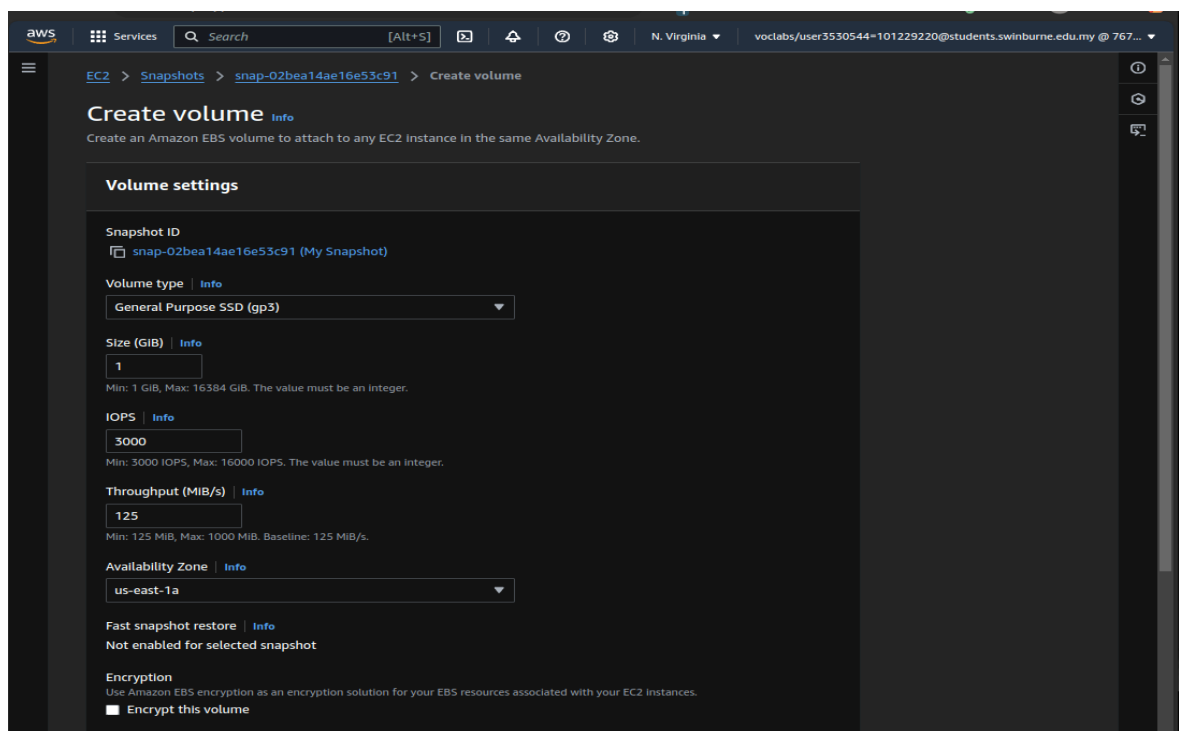 aws Services Search [Alt+S] N. Virginia voclabs/user3530544=101229220@students.swinburne.edu.my @ 767...
EC2 > Snapshots > snap-02bea14ae16e53c91 > Create volume
Create volume Info
Create an Amazon EBS volume to attach to any EC2 instance in the same Availability Zone.
Volume settings
Snapshot ID
snap-02bea14ae16e53c91 (My Snapshot)
Volume type | Info
General Purpose SSD (gp3)
Size (GiB) | Info
1
Min: 1 GiB, Max: 16384 GiB. The value must be an integer.
IOPS | Info
3000
Min: 3000 IOPS, Max: 16000 IOPS. The value must be an integer.
Throughput (MiB/s) | Info
125
Min: 125 MiB, Max: 1000 MiB. Baseline: 125 MiB/s.
Availability Zone | Info
us-east-1a
Fast snapshot restore | Info
Not enabled for selected snapshot
Encryption
Use Amazon EBS encryption as an encryption solution for your EBS resources associated with your EC2 instances.
Encrypt this volume